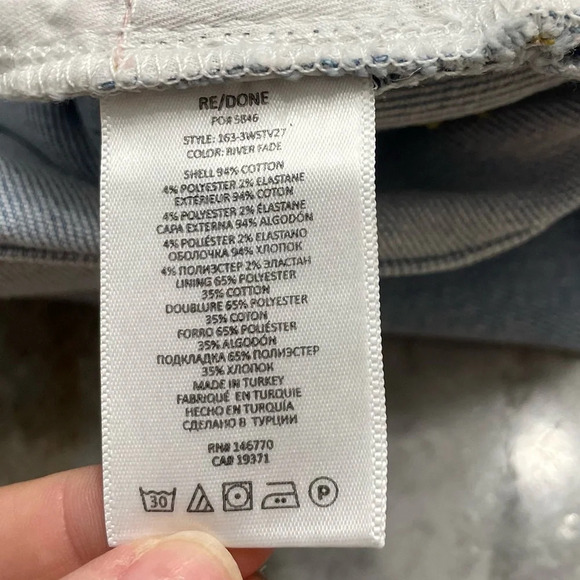 RE/DONE
PO# 5846
STYLE: 163-3WSTV27
COLOR: RIVER FADE
SHELL 94% COTTON
4% POLYESTER 2% ELASTANE
EXTÉRIEUR 94% COTON
4% POLYESTER 2% ÉLASTANE
CAPA EXTERNA 94% ALGODÓN
4% POLIÉSTER 2% ELASTANO
ОБОЛОЧКА 94% ХЛОПОК
4% ПОЛИЭСТЕР 2% ЭЛАСТАН
LINING 65% POLYESTER
35% COTTON
DOUBLURE 65% POLYESTER
35% COTON
FORRO 65% POLIÉSTER
35% ALGODÓN
ПОДКЛАДКА 65% ПОЛИЭСТЕР
35% ХЛОПОК
MADE IN TURKEY
FABRIQUÉ EN TURQUIE
HECHO EN TURQUÍA
СДЕЛАНО В ТУРЦИИ
RN# 146770
CA# 19371
30 P